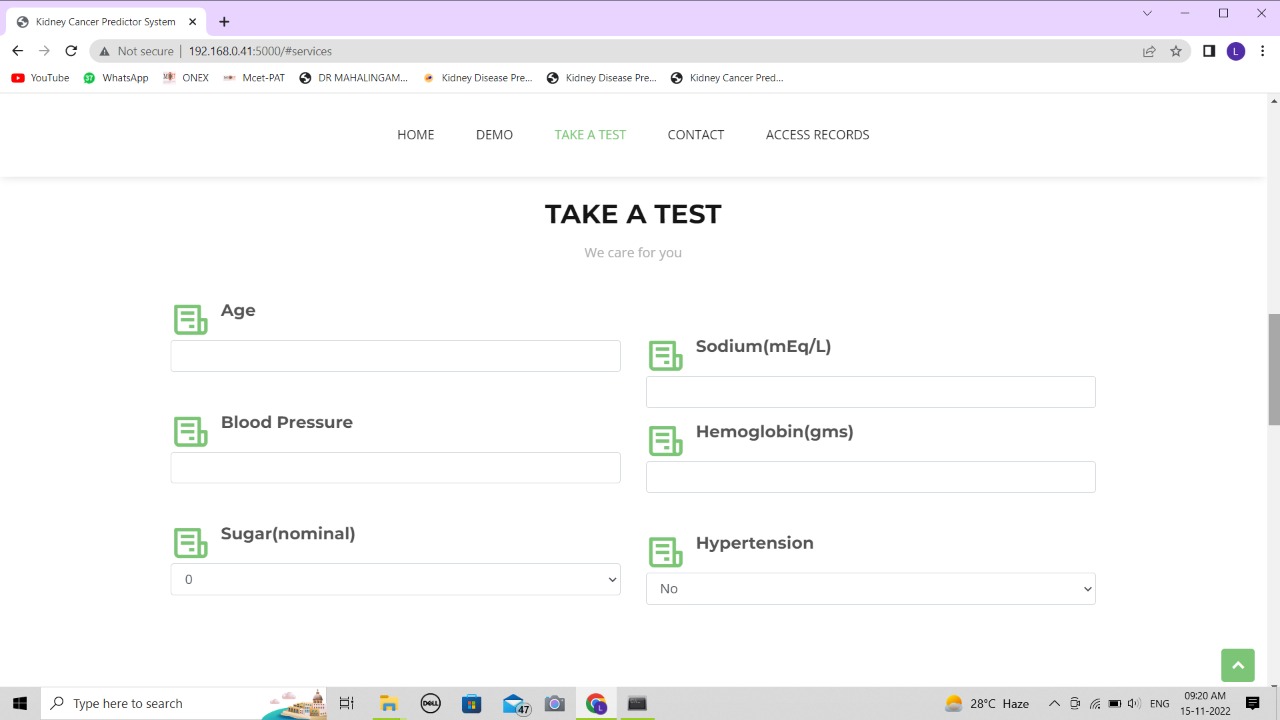 Kidney Cancer Predictor System
Not secure | 192.168.0.41:5000/#services
L
YouTube
37 WhatsApp
ONEX
Mcet-PAT
DR MAHALINGAM...
Kidney Disease Pre...
Kidney Disease Pre...
Kidney Cancer Pred...
HOME DEMO TAKE A TEST CONTACT ACCESS RECORDS
TAKE A TEST
We care for you
Age
Sodium(mEq/L)
Blood Pressure
Hemoglobin(gms)
Sugar(nominal)
0
Hypertension
No
Type here to search
DELL
47
L
28°C Haze
ENG
09:20 AM
15-11-2022